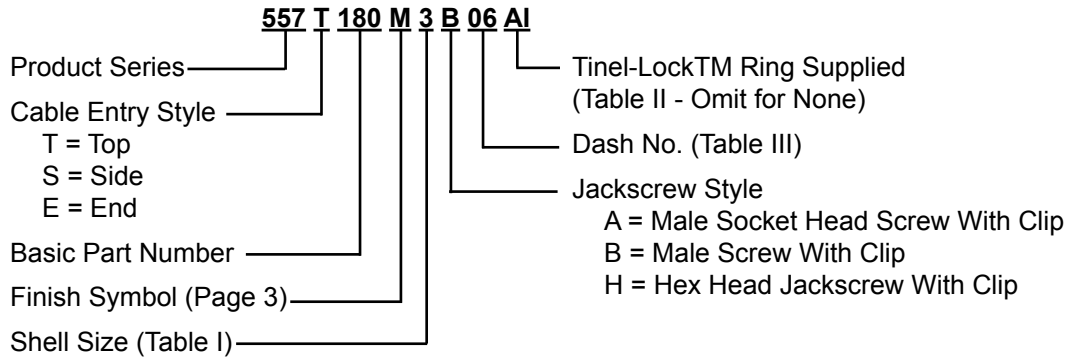 557 T 180 M 3 B 06 AI
Product Series
Cable Entry Style
T = Top
S = Side
E = End
Basic Part Number
Finish Symbol (Page 3)
Shell Size (Table I)
Tinel-LockTM Ring Supplied
(Table II - Omit for None)
Dash No. (Table III)
Jackscrew Style
A = Male Socket Head Screw With Clip
B = Male Screw With Clip
H = Hex Head Jackscrew With Clip